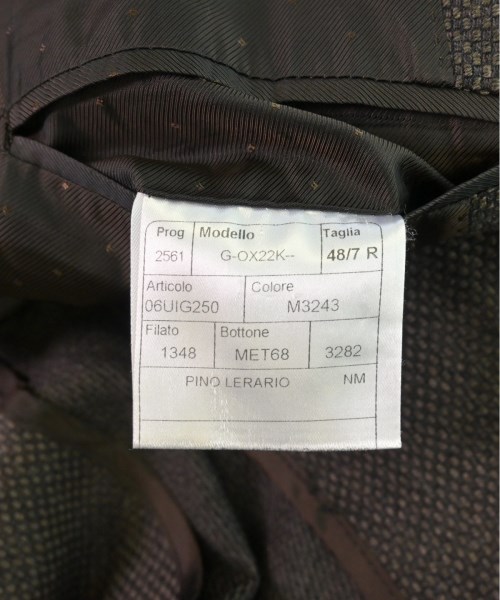 Prog Modello Taglia
2561 G-OX22K-- 48/7 R
Articolo Colore
06UIG250 M3243
Filato Bottone
1348 MET68 3282
PINO LERARIO NM